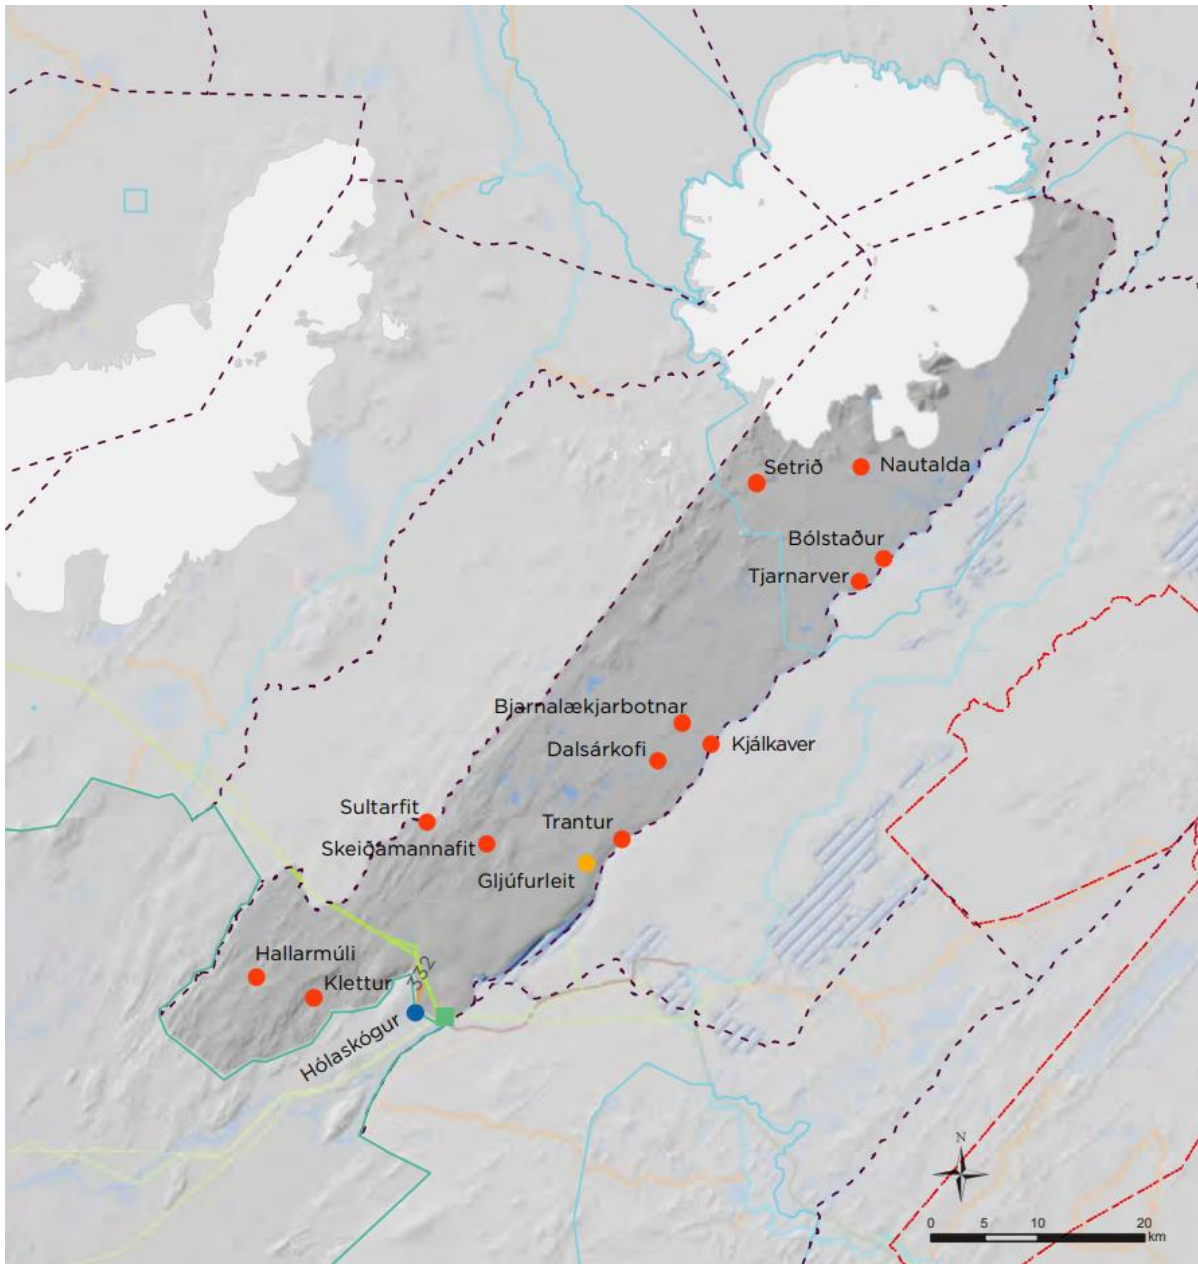 Setrið
Nautalda
Bólstaður
Tjarnarver
Bjarnalækjarbotnar
Kjálkaver
Dalsárkofi
Sultarfit
Trantur
Skeiðamannafit
Gljúfurleit
Hallarmúli
Klettur
332
Hólaskógur
N
0 5 10 20
km